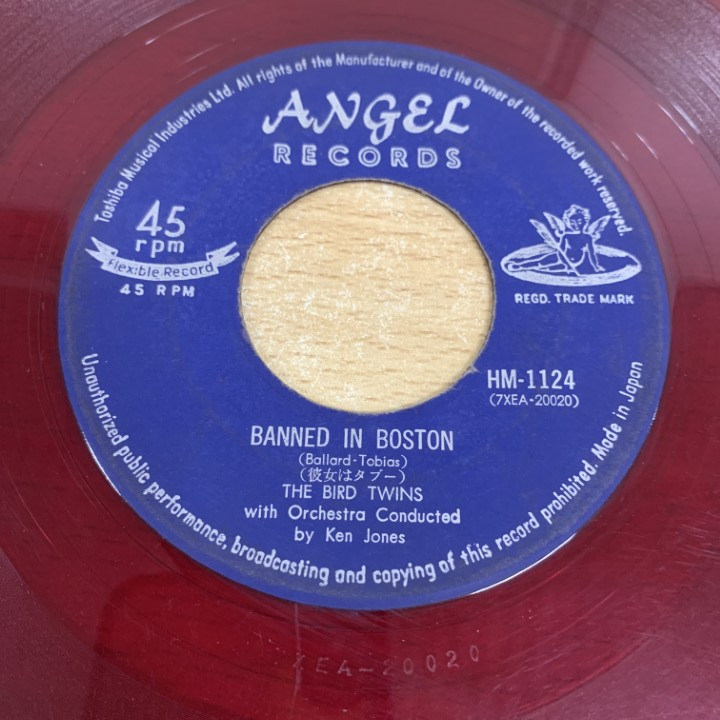 Toshiba Musical Industries Ltd. All rights of the Manufacturer and of the Owner of the recorded work reserved.
ANGEL
RECORDS
45
rpm
Flexible Record
45 RPM
REGD. TRADE MARK
HM-1124
(7XEA-20020)
BANNED IN BOSTON
(Ballard-Tobias)
(彼女はタブー)
THE BIRD TWINS
with Orchestra Conducted
by Ken Jones
Unauthorized public performance, broadcasting and copying of this record prohibited. Made in Japan
XEA-20020